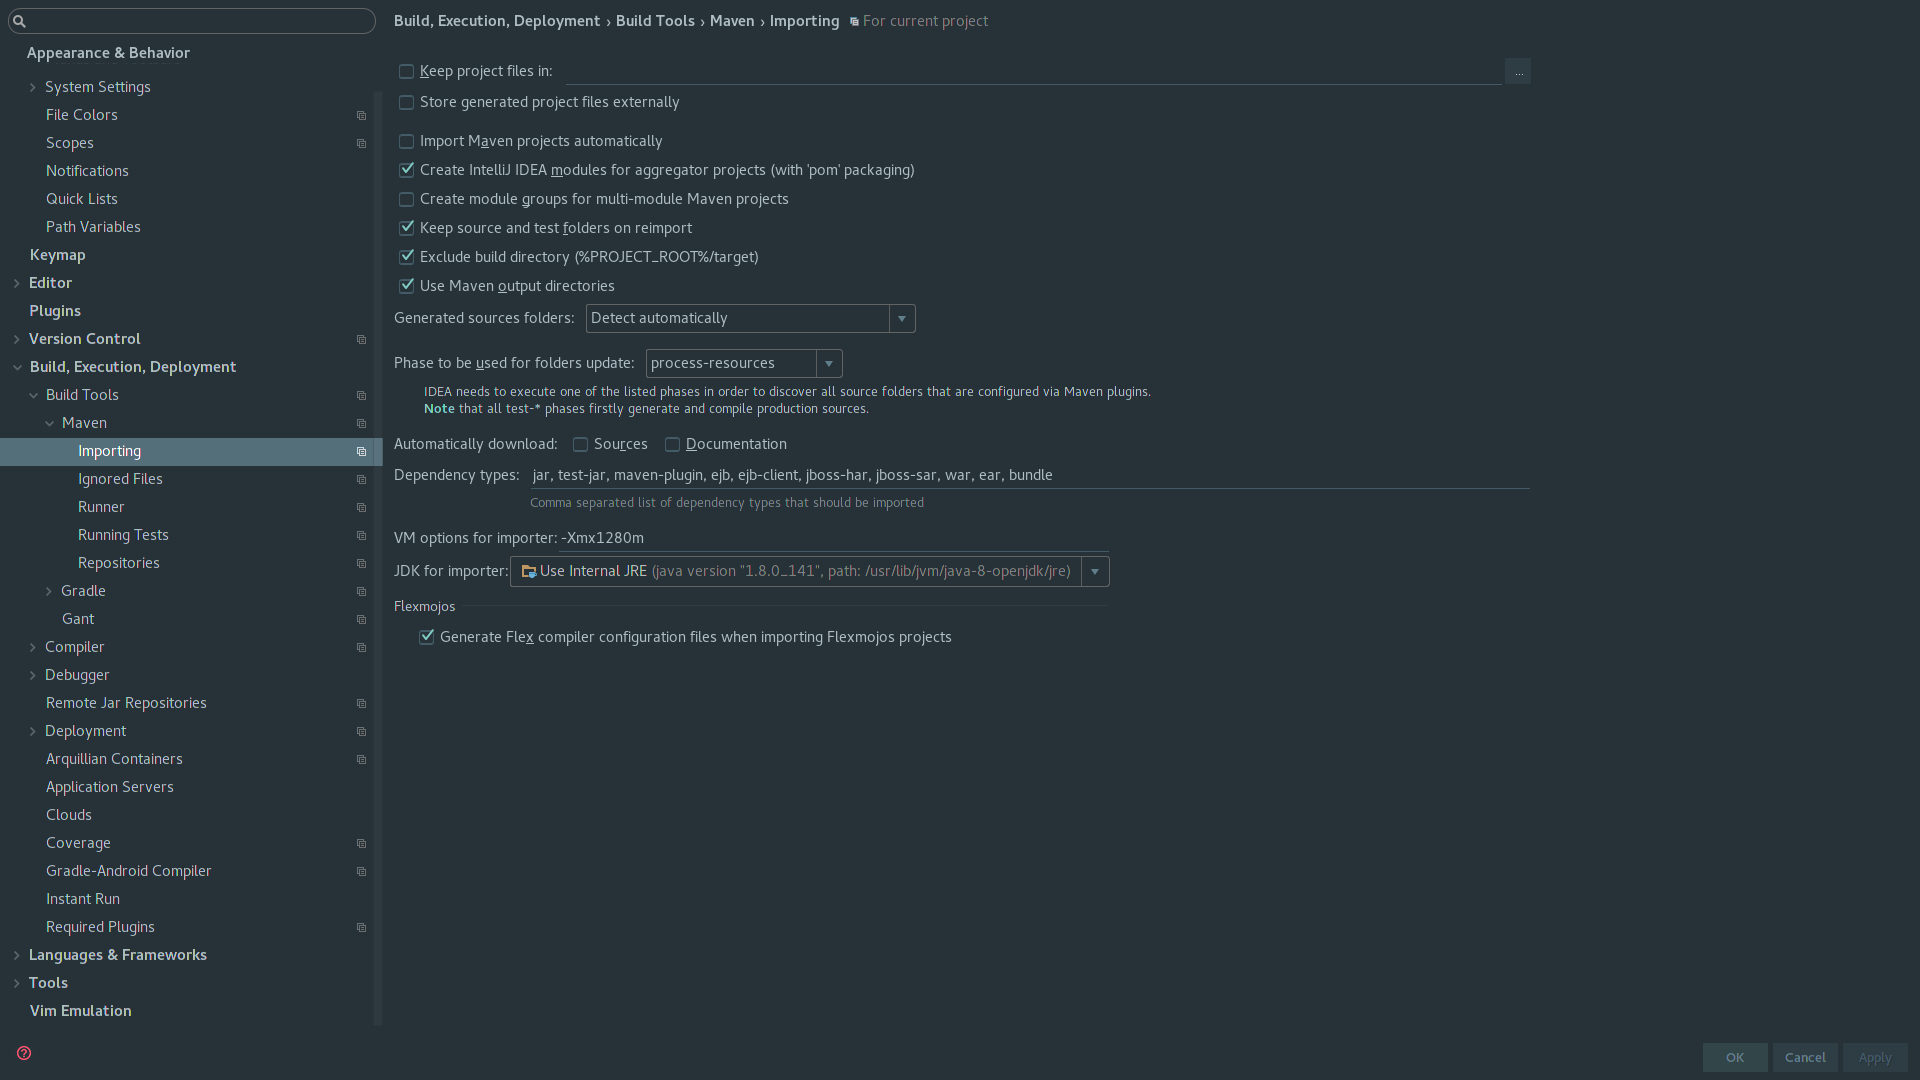 Appearance & Behavior
System Settings
File Colors
Scopes
Notifications
Quick Lists
Path Variables
Keymap
Editor
Plugins
Version Control
Build, Execution, Deployment
Build Tools
Maven
Importing
Ignored Files
Runner
Running Tests
Repositories
Gradle
Gant
Compiler
Debugger
Remote Jar Repositories
Deployment
Arquillian Containers
Application Servers
Clouds
Coverage
Gradle-Android Compiler
Instant Run
Required Plugins
Languages & Frameworks
Tools
Vim Emulation
Build, Execution, Deployment › Build Tools › Maven › Importing For current project
Keep project files in: ...
Store generated project files externally
Import Maven projects automatically
Create IntelliJ IDEA modules for aggregator projects (with 'pom' packaging)
Create module groups for multi-module Maven projects
Keep source and test folders on reimport
Exclude build directory (%PROJECT_ROOT%/target)
Use Maven output directories
Generated sources folders: Detect automatically
Phase to be used for folders update: process-resources
IDEA needs to execute one of the listed phases in order to discover all source folders that are configured via Maven plugins.
Note that all test-* phases firstly generate and compile production sources.
Automatically download: Sources Documentation
Dependency types: jar, test-jar, maven-plugin, ejb, ejb-client, jboss-har, jboss-sar, war, ear, bundle
Comma separated list of dependency types that should be imported
VM options for importer: -Xmx1280m
JDK for importer: Use Internal JRE (java version "1.8.0_141", path: /usr/lib/jvm/java-8-openjdk/jre)
Flexmojos
Generate Flex compiler configuration files when importing Flexmojos projects
?
OK Cancel Apply